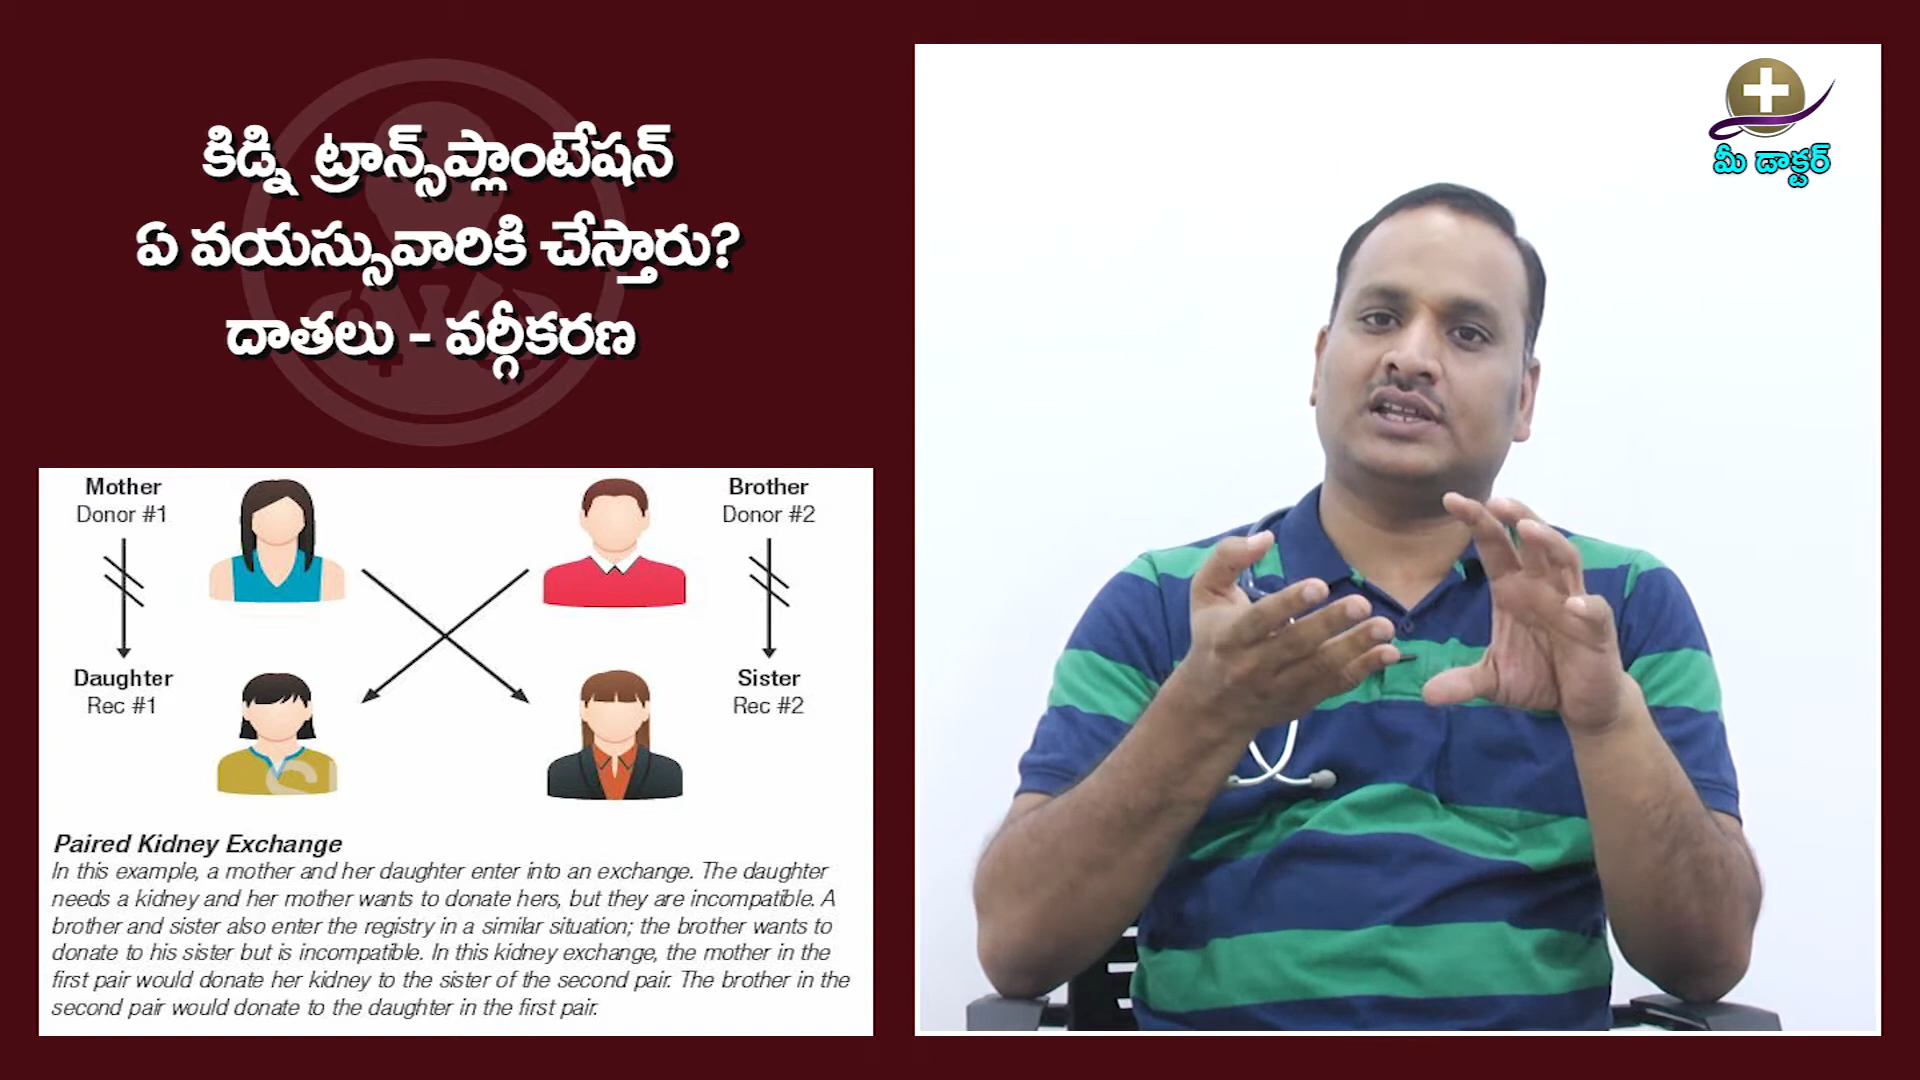 కిడ్ని ట్రాన్స్‌ప్లాంటేషన్
ఏ వయస్సువారికి చేస్తారు?
దాతలు - వర్గీకరణ
మీ డాక్టర్
Mother
Donor #1
Brother
Donor #2
Daughter
Rec #1
Sister
Rec #2
Paired Kidney Exchange
In this example, a mother and her daughter enter into an exchange. The daughter
needs a kidney and her mother wants to donate hers, but they are incompatible. A
brother and sister also enter the registry in a similar situation; the brother wants to
donate to his sister but is incompatible. In this kidney exchange, the mother in the
first pair would donate her kidney to the sister of the second pair. The brother in the
second pair would donate to the daughter in the first pair.